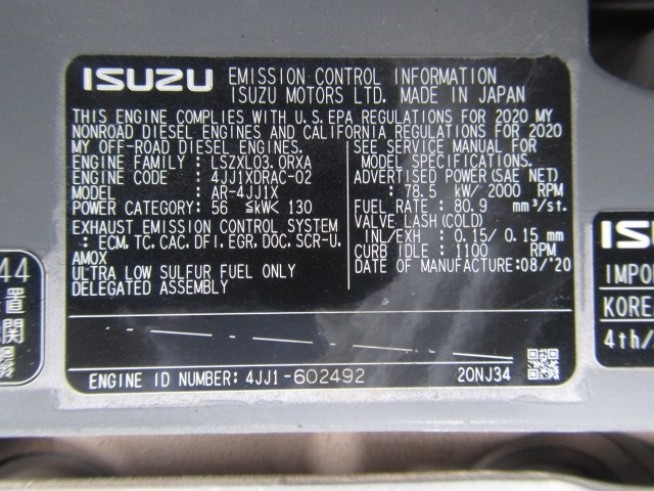 ISUZU EMISSION CONTROL INFORMATION
ISUZU MOTORS LTD. MADE IN JAPAN
THIS ENGINE COMPLIES WITH U.S.EPA REGULATIONS FOR 2020 MY
NONROAD DIESEL ENGINES AND CALIFORNIA REGULATIONS FOR 2020
MY OFF-ROAD DIESEL ENGINES.
ENGINE FAMILY : LSZXL03.0RXA
ENGINE CODE : 4JJ1XDRAC-02
MODEL : AR-4JJ1X
POWER CATEGORY: 56 ≦kW< 130
EXHAUST EMISSION CONTROL SYSTEM
: ECM, TC, CAC, DFI, EGR, DOC, SCR-U,
AMOX
ULTRA LOW SULFUR FUEL ONLY
DELEGATED ASSEMBLY
SEE SERVICE MANUAL FOR
MODEL SPECIFICATIONS.
ADVERTISED POWER (SAE NET)
: 78.5 kW/ 2000 RPM
FUEL RATE : 80.9 mm³/st.
VALVE LASH (COLD)
INL/EXH : 0.15/ 0.15 mm
CURB IDLE : 1100 RPM
DATE OF MANUFACTURE:08/'20
ENGINE ID NUMBER: 4JJ1-602492
20NJ34
44
置
関
IS
IMPO
KORE
4th/